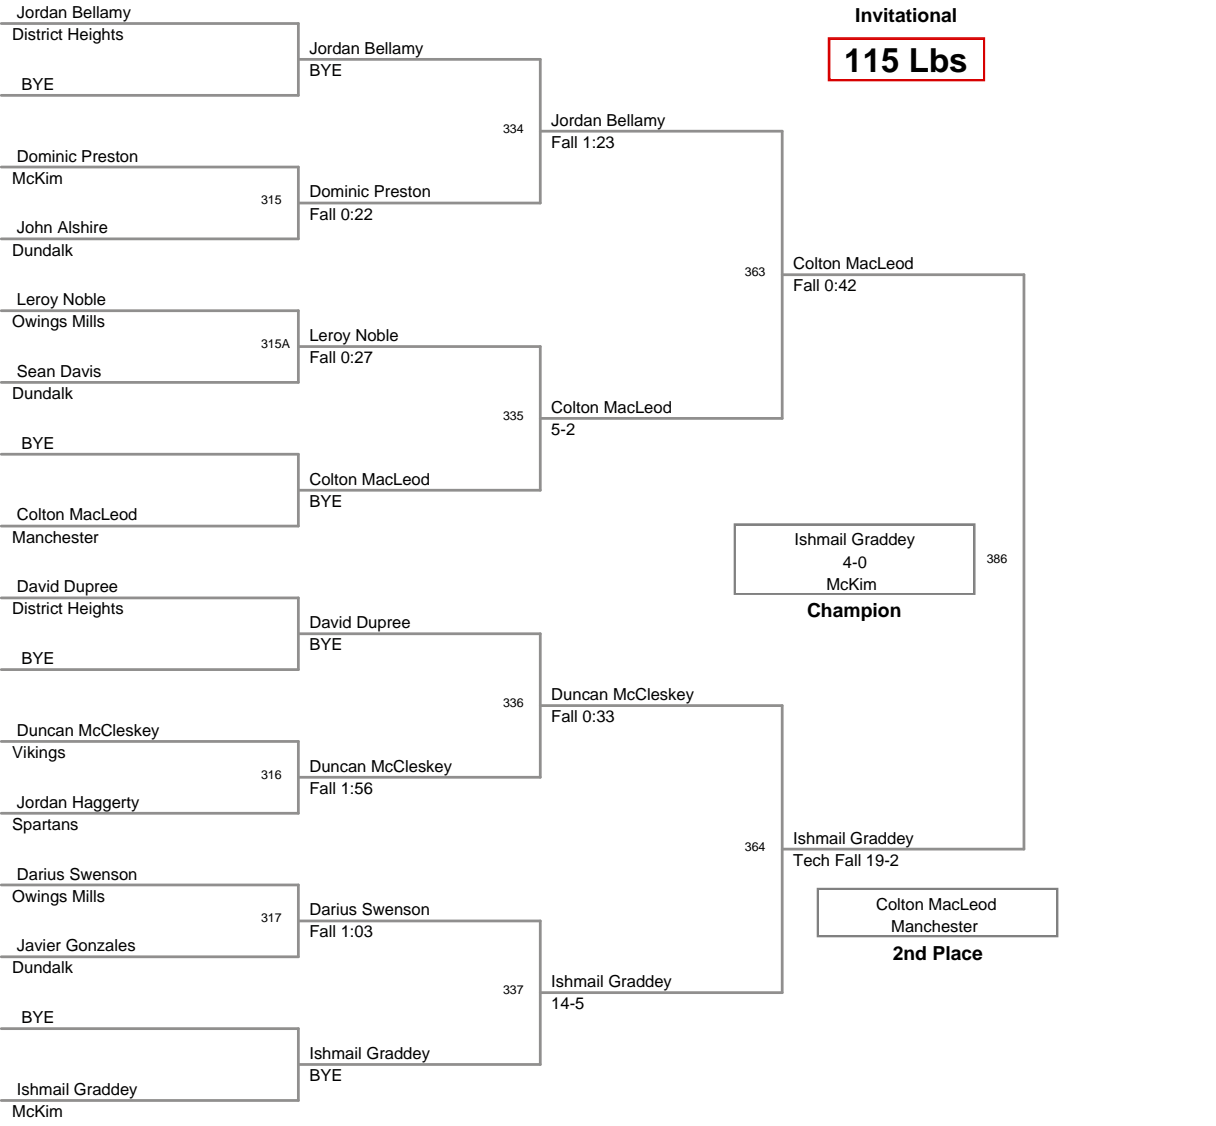 Jordan Bellamy
District Heights
BYE
Dominic Preston
McKim
315
John Alshire
Dundalk
Leroy Noble
Owings Mills
315A
Sean Davis
Dundalk
BYE
Colton MacLeod
Manchester
David Dupree
District Heights
BYE
Duncan McCleskey
Vikings
316
Jordan Haggerty
Spartans
Darius Swenson
Owings Mills
317
Javier Gonzales
Dundalk
BYE
Ishmail Graddey
McKim
Jordan Bellamy
BYE
334
Dominic Preston
Fall 0:22
Leroy Noble
Fall 0:27
335
Colton MacLeod
BYE
David Dupree
BYE
336
Duncan McCleskey
Fall 1:56
Darius Swenson
Fall 1:03
337
Ishmail Graddey
BYE
Jordan Bellamy
Fall 1:23
363
Colton MacLeod
5-2
Duncan McCleskey
Fall 0:33
364
Ishmail Graddey
14-5
Invitational
115 Lbs
Colton MacLeod
Fall 0:42
Ishmail Graddey
4-0
McKim
386
Champion
Ishmail Graddey
Tech Fall 19-2
Colton MacLeod
Manchester
2nd Place